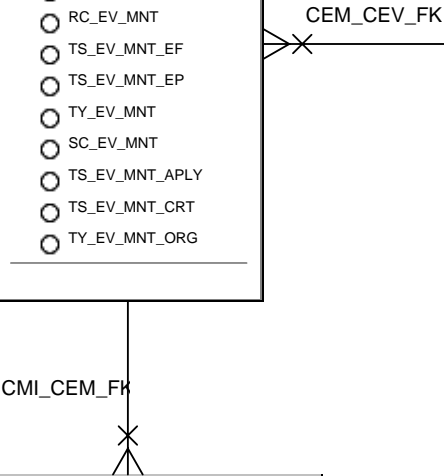 RC_EV_MNT
CEM_CEV_FK
TS_EV_MNT_EF
TS_EV_MNT_EP
TY_EV_MNT
SC_EV_MNT
TS_EV_MNT_APLY
TS_EV_MNT_CRT
TY_EV_MNT_ORG
CMI_CEM_FK